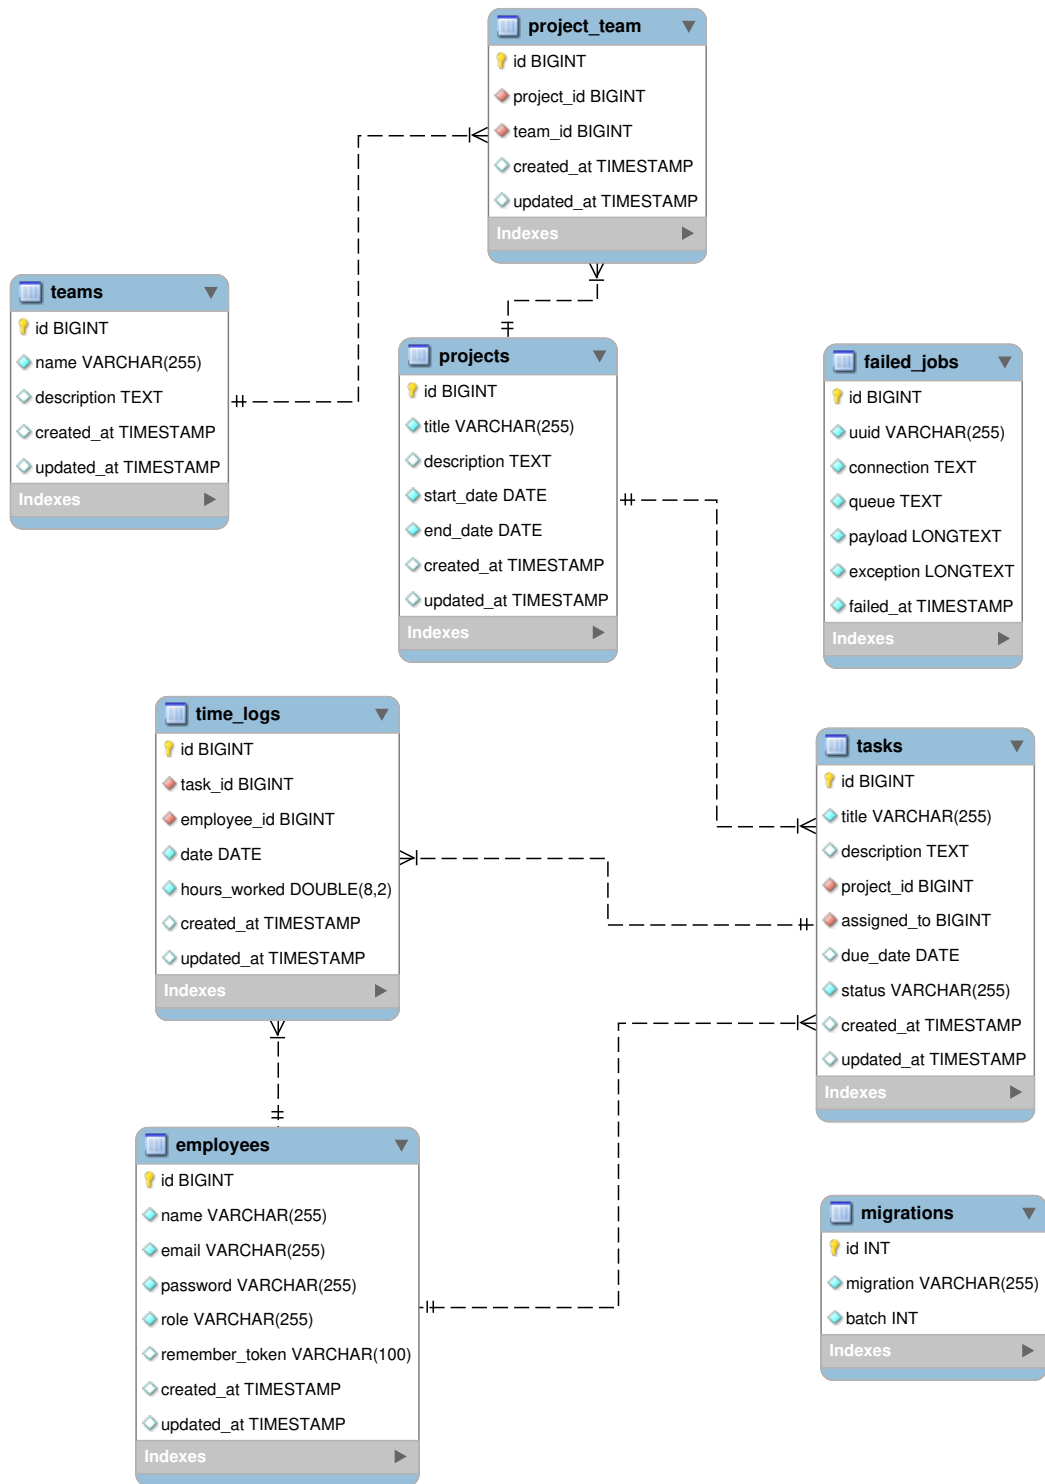 project_team
id BIGINT
project_id BIGINT
team_id BIGINT
created_at TIMESTAMP
updated_at TIMESTAMP
Indexes
teams
id BIGINT
name VARCHAR(255)
description TEXT
created_at TIMESTAMP
updated_at TIMESTAMP
Indexes
projects
id BIGINT
title VARCHAR(255)
description TEXT
start_date DATE
end_date DATE
created_at TIMESTAMP
updated_at TIMESTAMP
Indexes
failed_jobs
id BIGINT
uuid VARCHAR(255)
connection TEXT
queue TEXT
payload LONGTEXT
exception LONGTEXT
failed_at TIMESTAMP
Indexes
time_logs
id BIGINT
task_id BIGINT
employee_id BIGINT
date DATE
hours_worked DOUBLE(8,2)
created_at TIMESTAMP
updated_at TIMESTAMP
Indexes
tasks
id BIGINT
title VARCHAR(255)
description TEXT
project_id BIGINT
assigned_to BIGINT
due_date DATE
status VARCHAR(255)
created_at TIMESTAMP
updated_at TIMESTAMP
Indexes
employees
id BIGINT
name VARCHAR(255)
email VARCHAR(255)
password VARCHAR(255)
role VARCHAR(255)
remember_token VARCHAR(100)
created_at TIMESTAMP
updated_at TIMESTAMP
Indexes
migrations
id INT
migration VARCHAR(255)
batch INT
Indexes